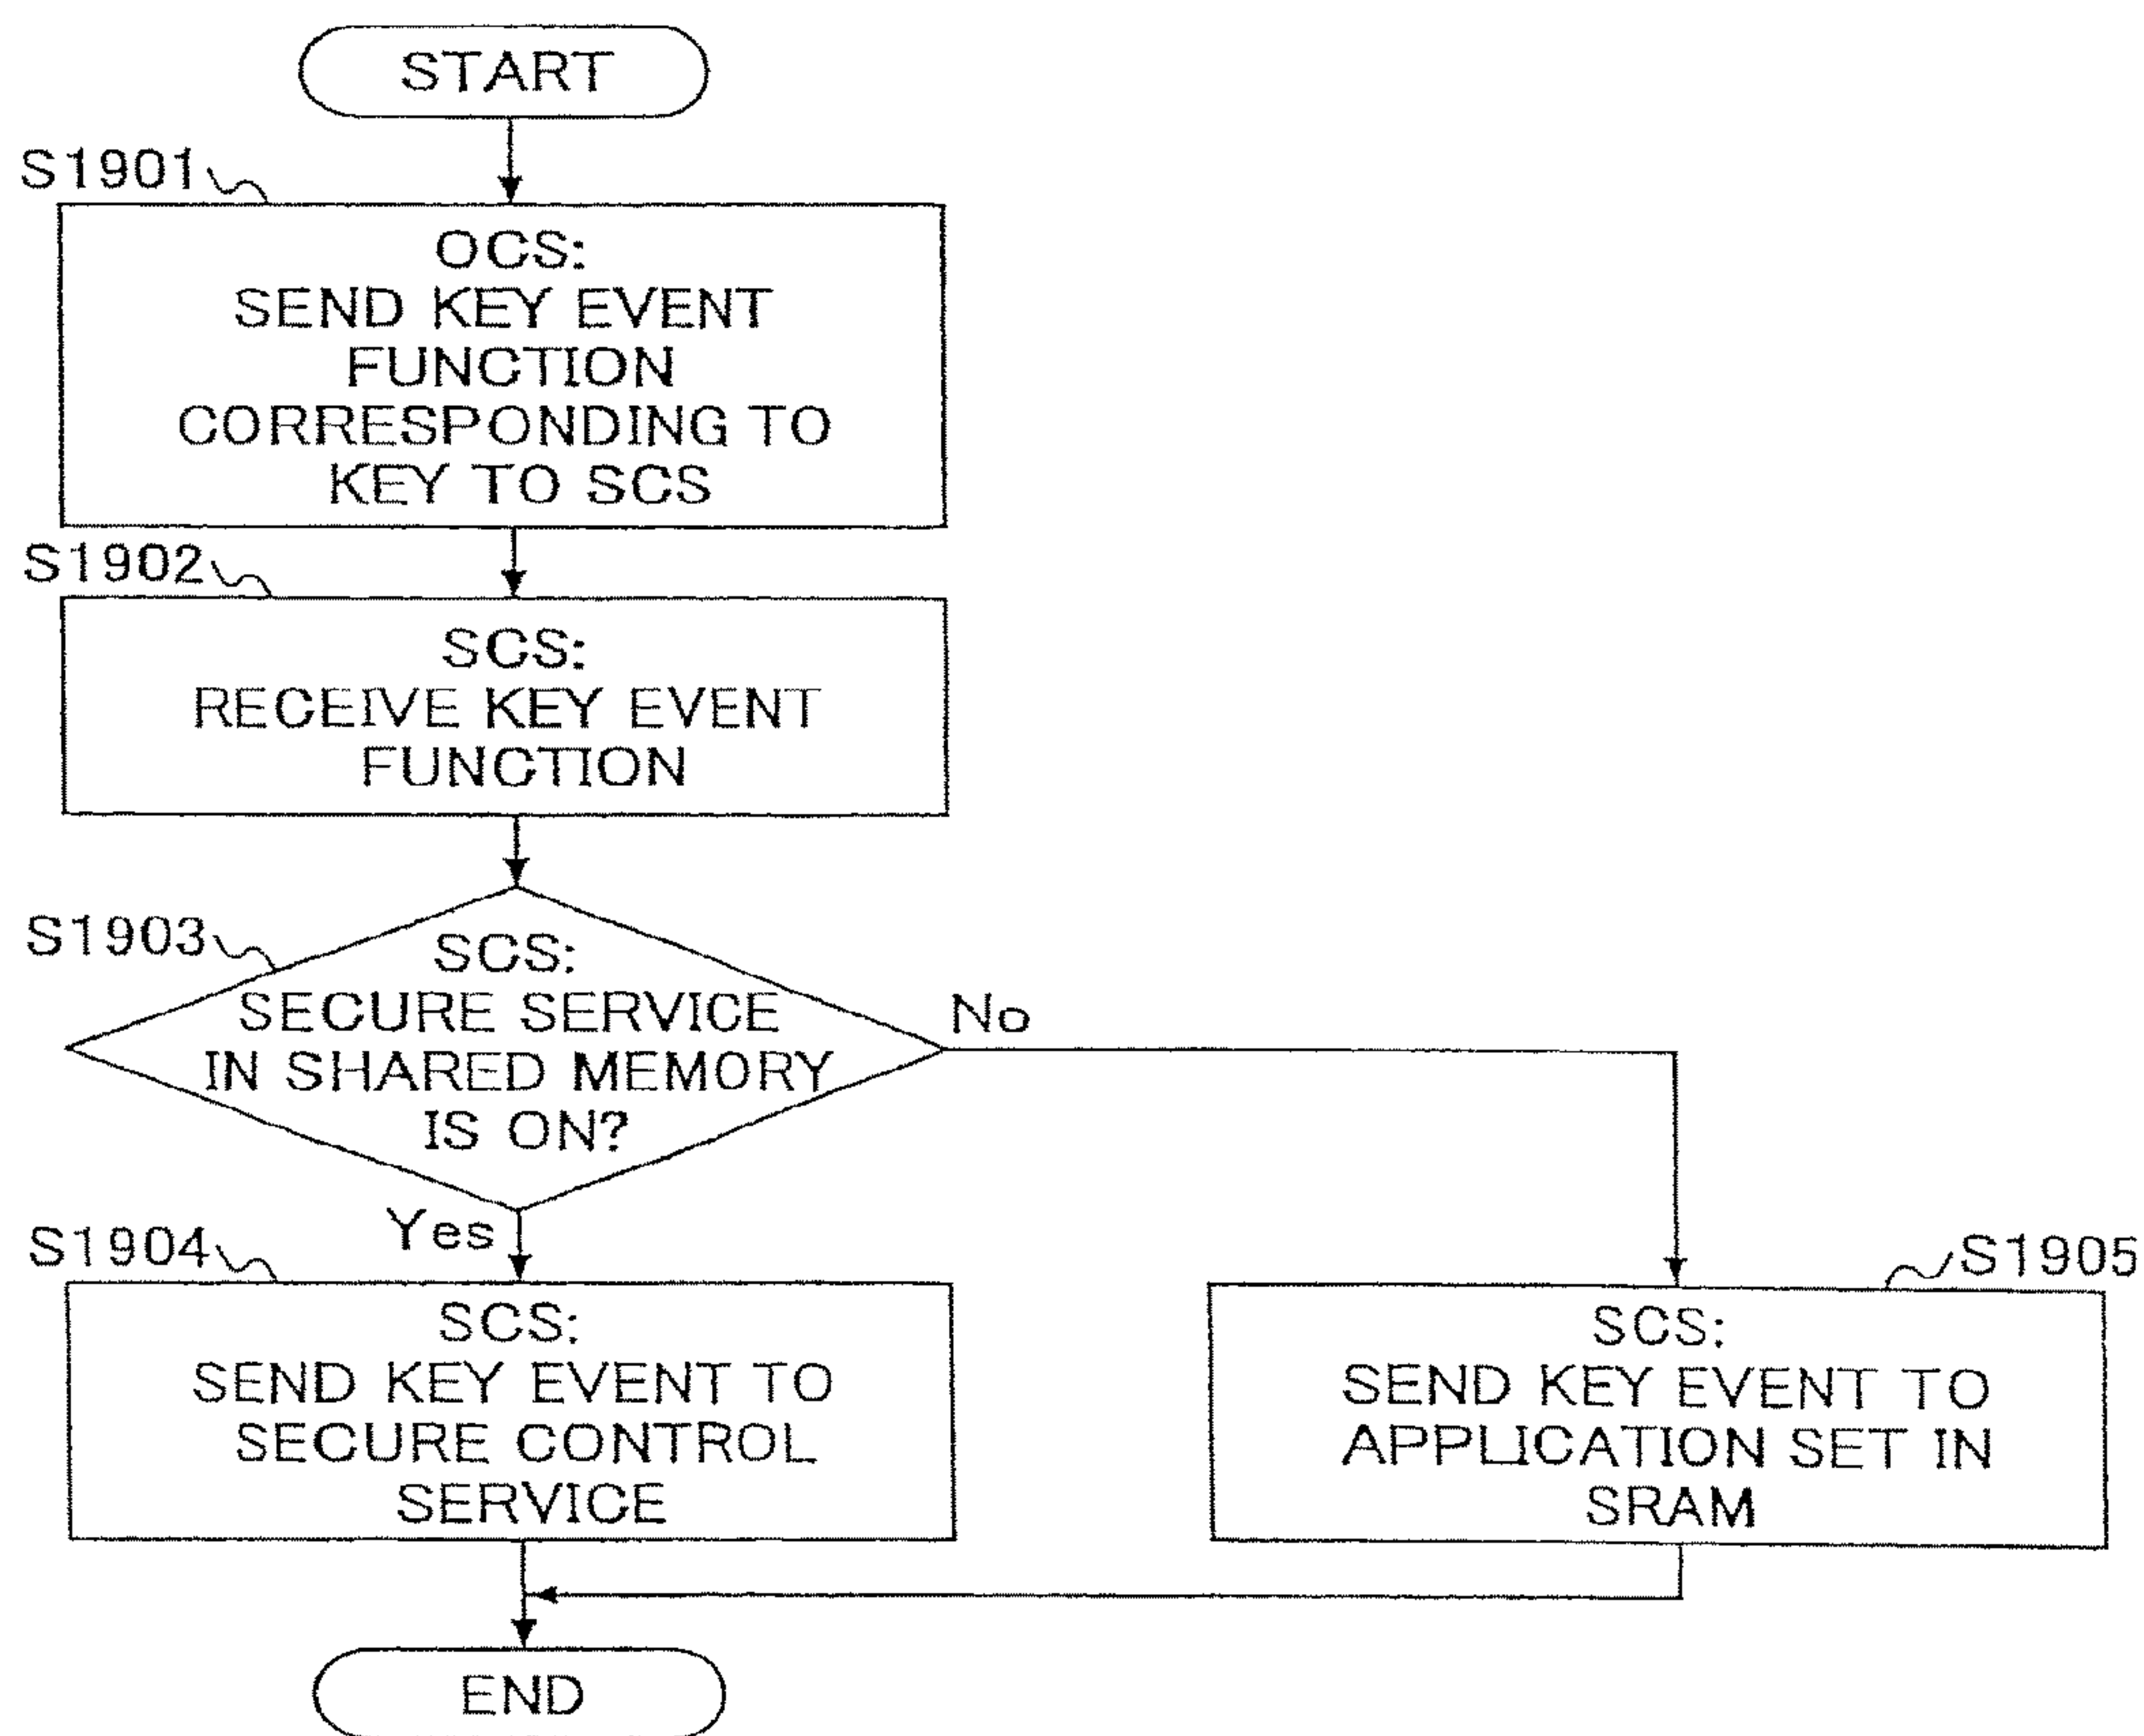 START
S1901
OCS:
SEND KEY EVENT
FUNCTION
CORRESPONDING TO
KEY TO SCS
S1902
SCS:
RECEIVE KEY EVENT
FUNCTION
S1903
SCS:
SECURE SERVICE
IN SHARED MEMORY
IS ON?
No
Yes
S1904
SCS:
SEND KEY EVENT TO
SECURE CONTROL
SERVICE
S1905
SCS:
SEND KEY EVENT TO
APPLICATION SET IN
SRAM
END